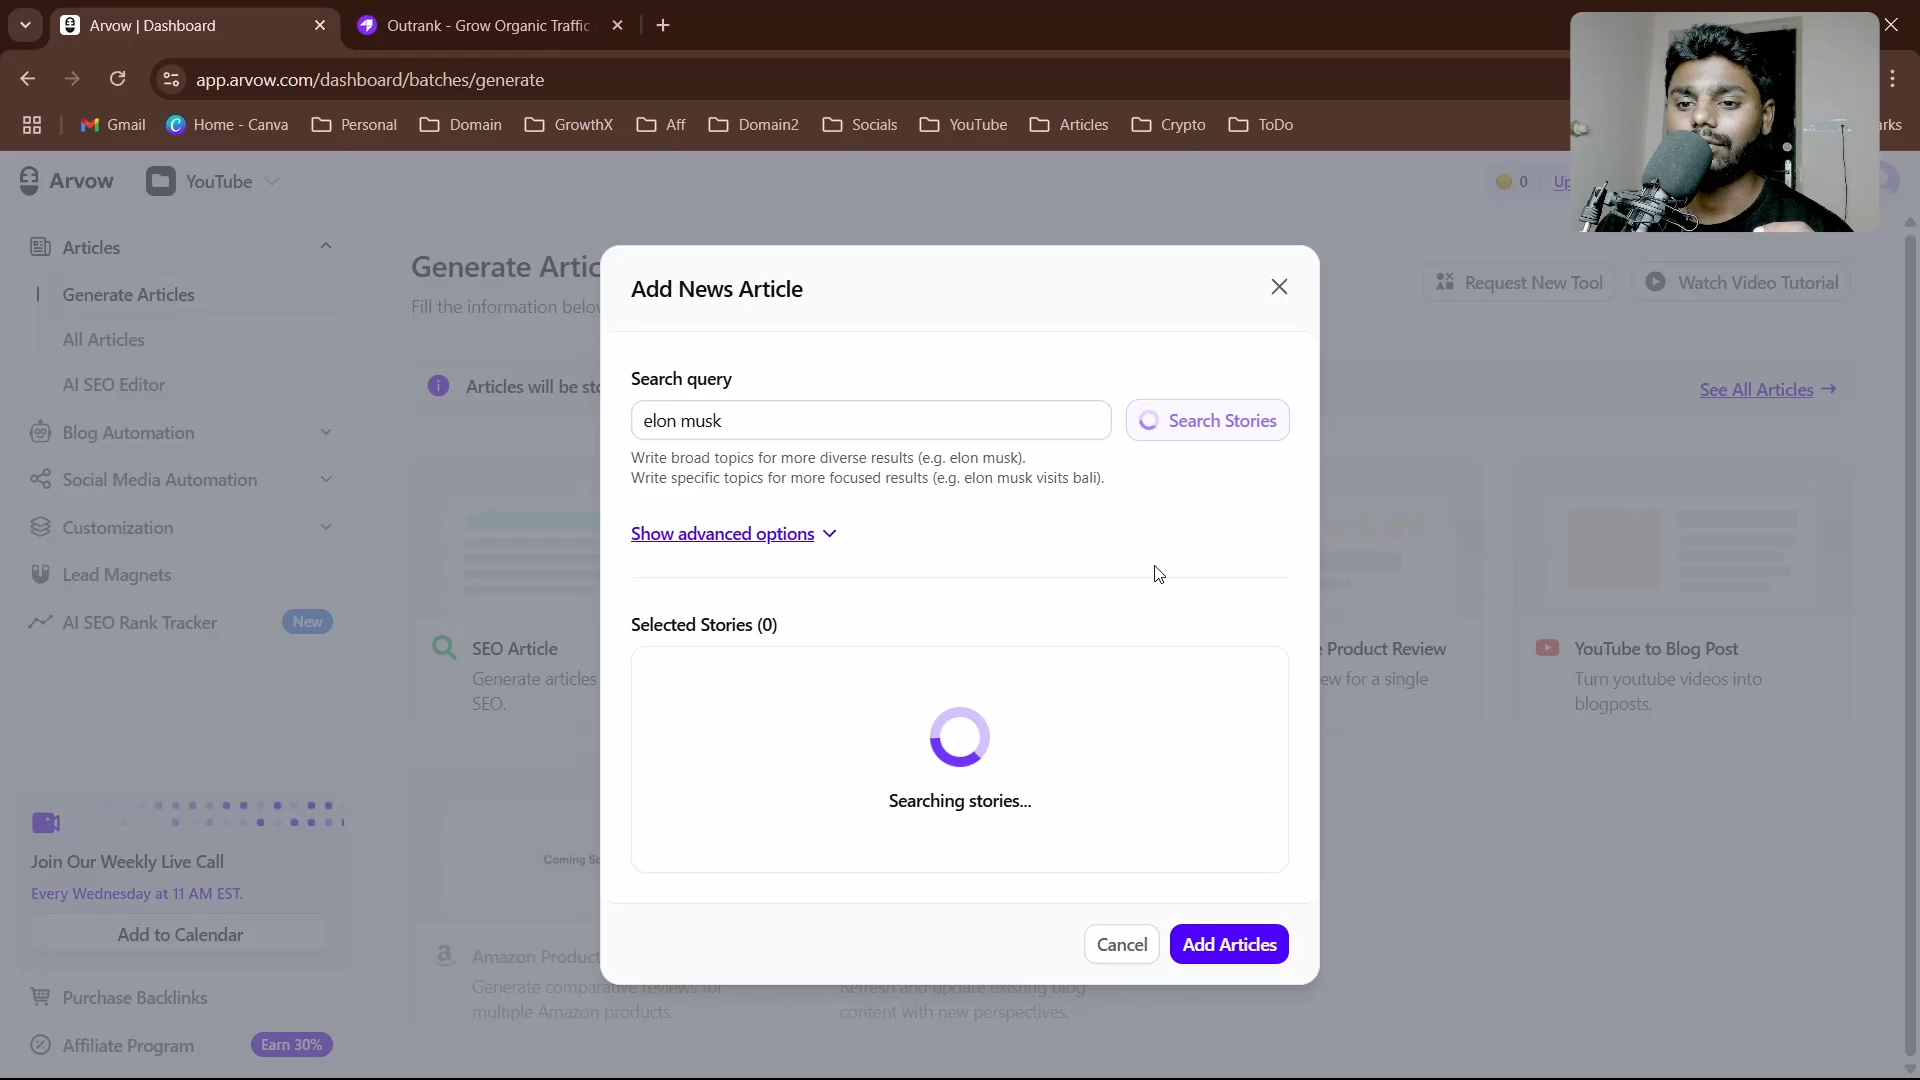 Arvow | Dashboard
Outrank - Grow Organic Traffic
app.arvow.com/dashboard/batches/generate
Gmail
Home - Canva
Personal
Domain
GrowthX
Aff
Domain2
Socials
YouTube
Articles
Crypto
ToDo
Arvow
YouTube
0
Up
Articles
Generate Articles
All Articles
AI SEO Editor
Blog Automation
Social Media Automation
Customization
Lead Magnets
AI SEO Rank Tracker
New
Join Our Weekly Live Call
Every Wednesday at 11 AM EST.
Add to Calendar
Purchase Backlinks
Affiliate Program
Earn 30%
Generate Artic
Fill the information below
Request New Tool
Watch Video Tutorial
Articles will be sto
See All Articles →
SEO Article
Generate articles
SEO.
Product Review
ew for a single
YouTube to Blog Post
Turn youtube videos into
blogposts.
Coming So
Amazon Product
Generate comparative reviews for
multiple Amazon products.
Refresh and update existing blog
content with new perspectives.
Add News Article
Search query
elon musk
Search Stories
Write broad topics for more diverse results (e.g. elon musk).
Write specific topics for more focused results (e.g. elon musk visits bali).
Show advanced options
Selected Stories (0)
Searching stories...
Cancel
Add Articles